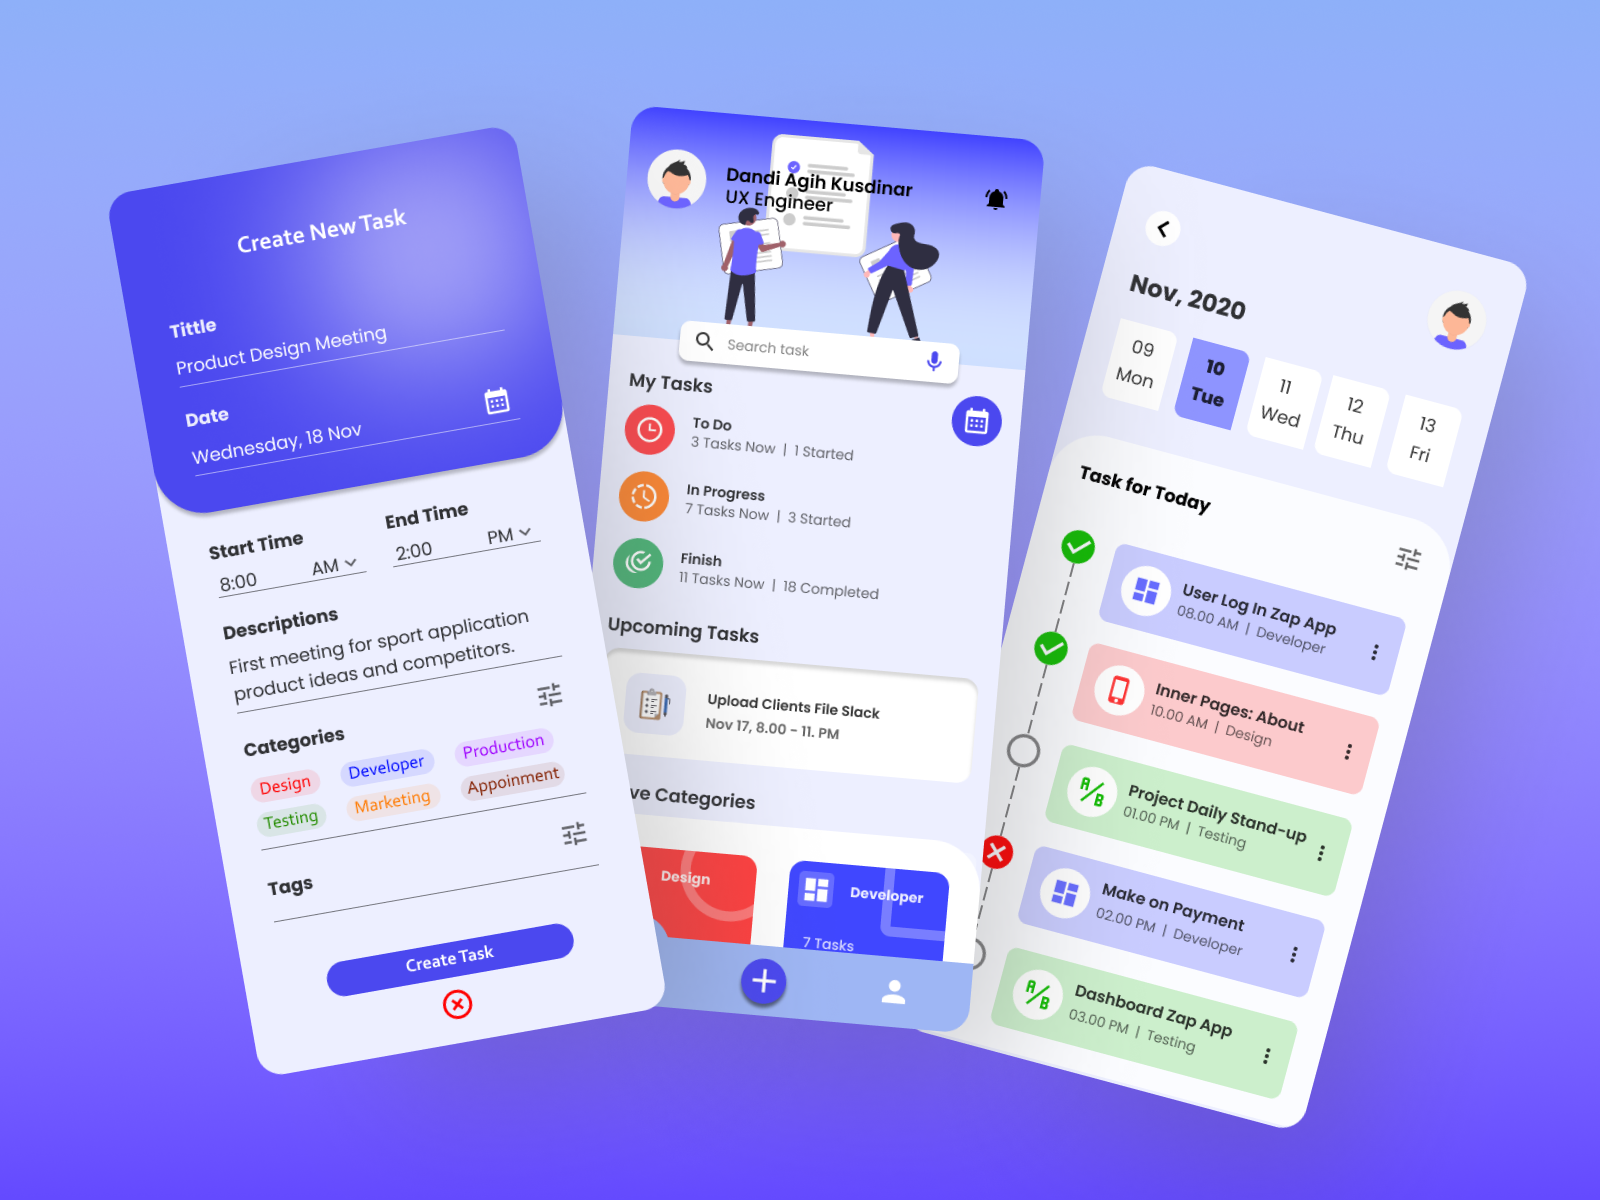 Create New Task
Tittle
Product Design Meeting
Date
Wednesday, 18 Nov
Start Time
End Time
8:00
AM
2:00
PM
Descriptions
First meeting for sport application
product ideas and competitors.
Categories
Design
Developer
Production
Testing
Marketing
Appoinment
Tags
Create Task
Dandi Agih Kusdinar
UX Engineer
Search task
My Tasks
To Do
3 Tasks Now | 1 Started
In Progress
7 Tasks Now | 3 Started
Finish
11 Tasks Now | 18 Completed
Upcoming Tasks
Upload Clients File Slack
Nov 17, 8.00 - 11. PM
ve Categories
Design
Developer
7 Tasks
Nov, 2020
09
Mon
10
Tue
11
Wed
12
Thu
13
Fri
Task for Today
User Log In Zap App
08.00 AM | Developer
Inner Pages: About
10.00 AM | Design
A/B
Project Daily Stand-up
01.00 PM | Testing
Make on Payment
02.00 PM | Developer
A/B
Dashboard Zap App
03.00 PM | Testing